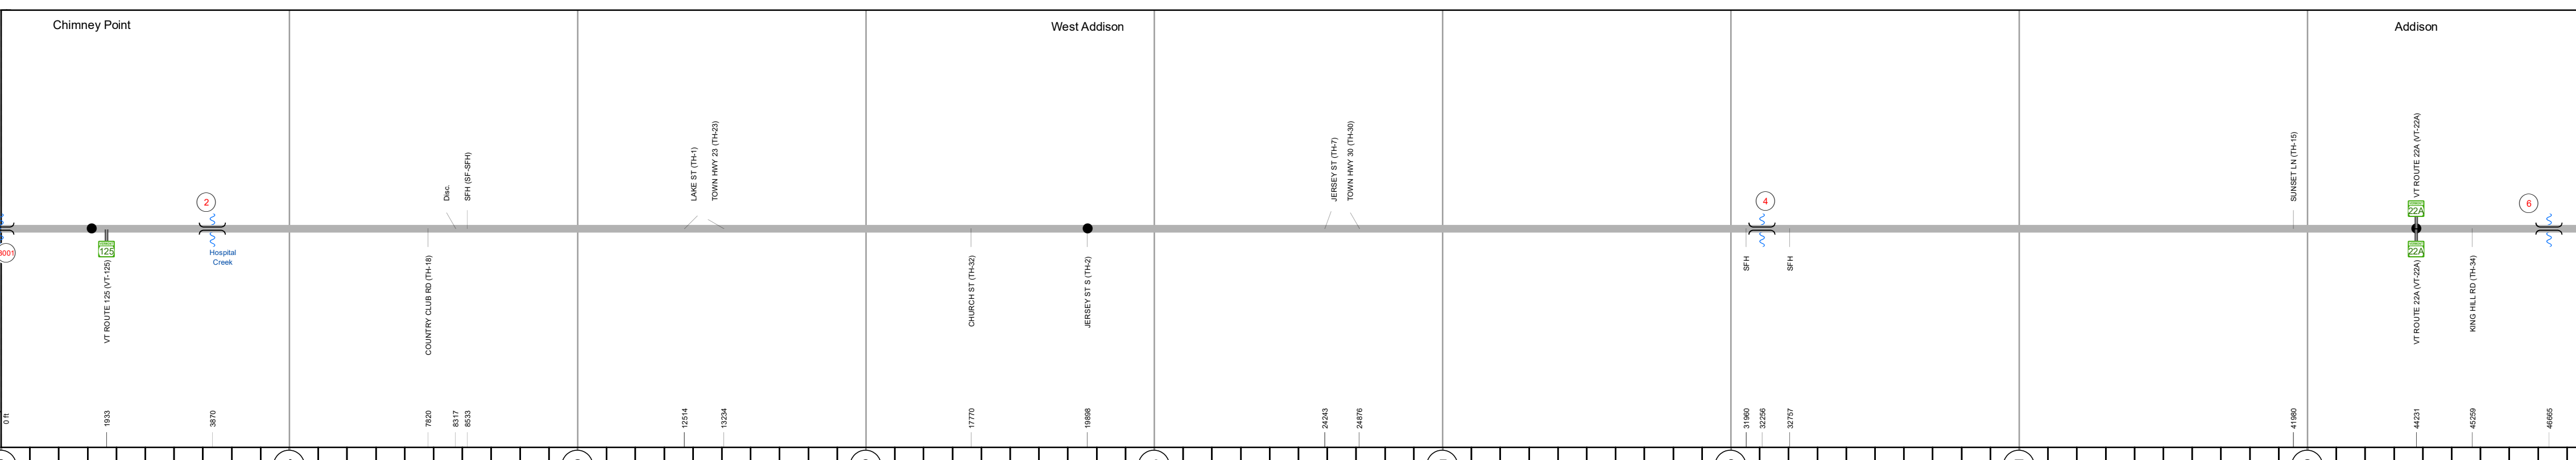 Chimney Point
West Addison
Addison
Disc.
SFH (SF-SFH)
LAKE ST (TH-1)
TOWN HWY 23 (TH-23)
JERSEY ST (TH-7)
TOWN HWY 30 (TH-30)
SUNSET LN (TH-15)
VT ROUTE 22A (VT-22A)
2
4
6
22A
125
22A
Hospital
Creek
VT ROUTE 125 (VT-125)
COUNTRY CLUB RD (TH-18)
CHURCH ST (TH-32)
JERSEY ST S (TH-2)
SFH
SFH
VT ROUTE 22A (VT-22A)
KING HILL RD (TH-34)
0 ft
1933
3870
7820
8317
8533
12514
13234
17770
19898
24243
24876
31960
32256
32757
41980
44231
45259
46665